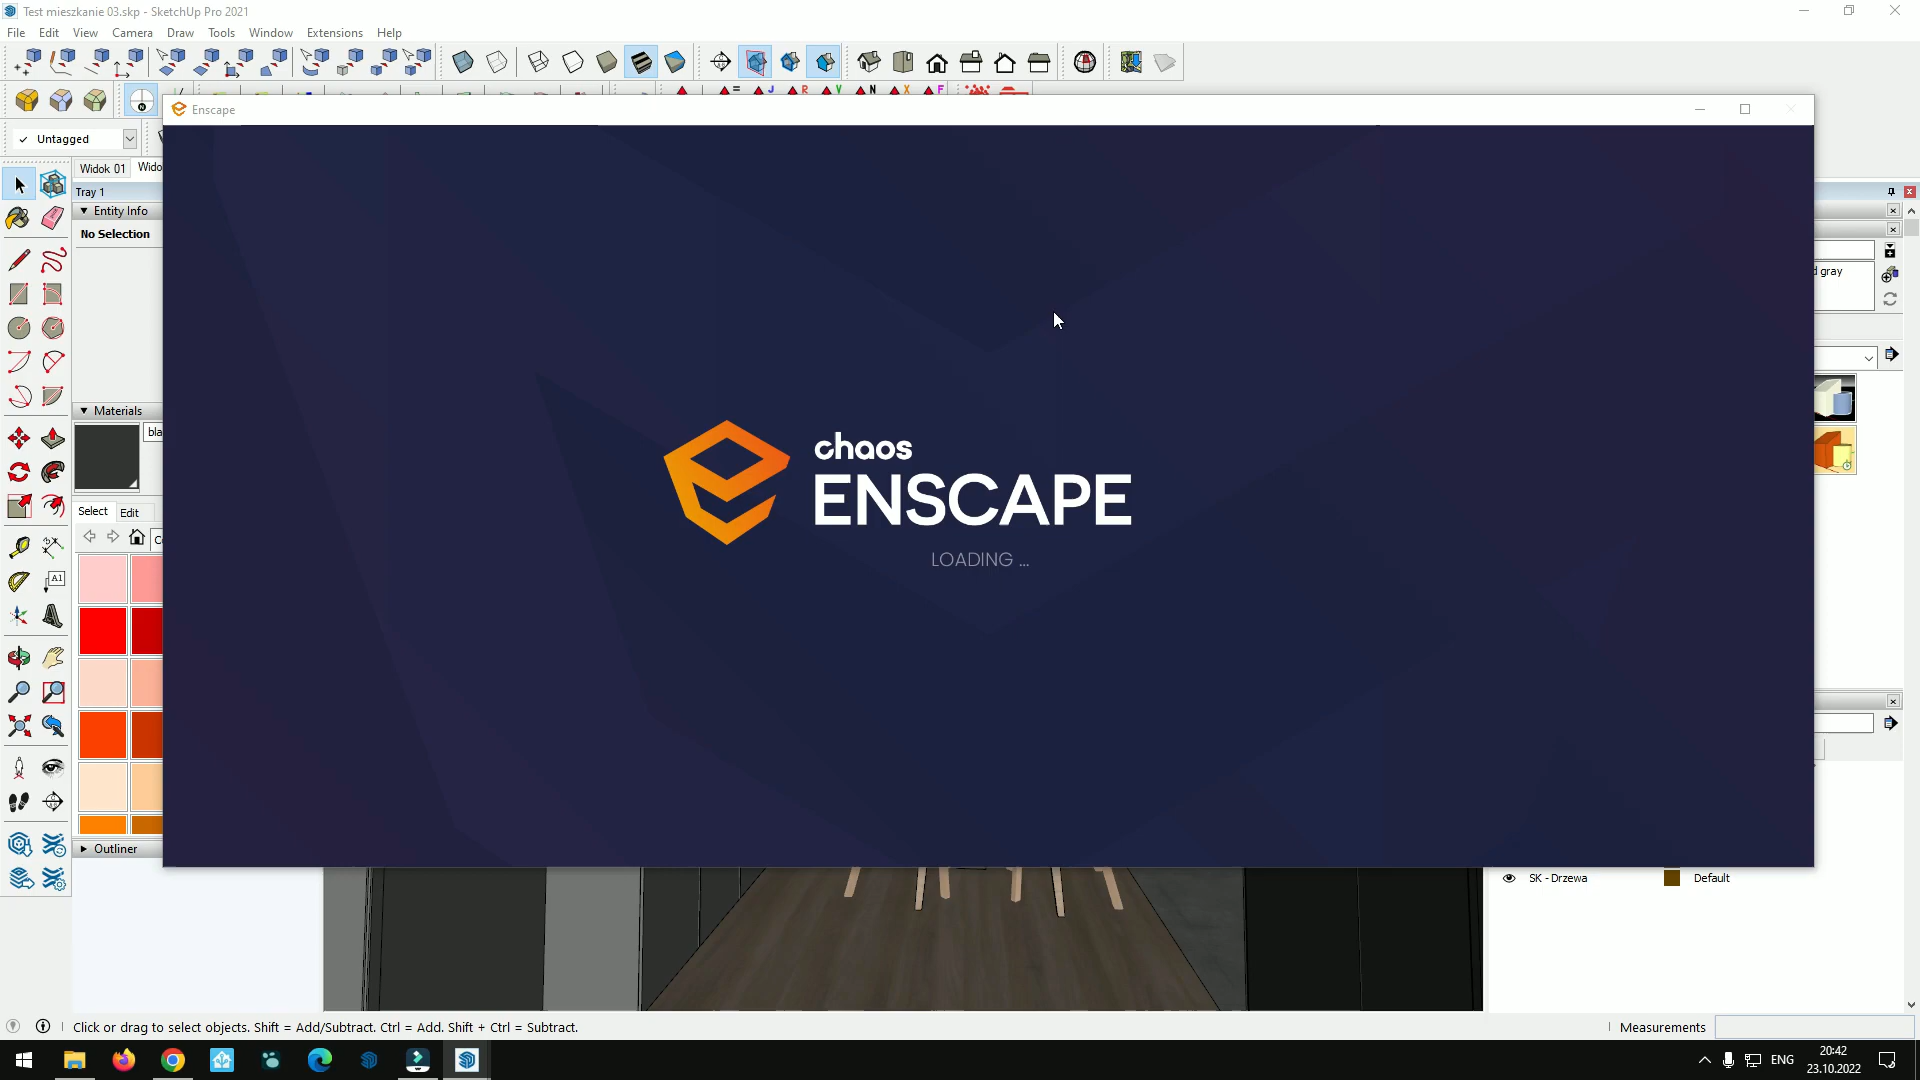 Test mieszkanie 03.skp - SketchUp Pro 2021
File Edit View Camera Draw Tools Window Extensions Help
Enscape
Untagged
Widok 01
Tray 1
Entity Info
No Selection
d gray
Materials
bla
Select Edit
chaos
ENSCAPE
LOADING ...
Outliner
SK - Drzewa Default
Click or drag to select objects. Shift = Add/Subtract. Ctrl = Add. Shift + Ctrl = Subtract.
Measurements
ENG
20:42
23.10.2022